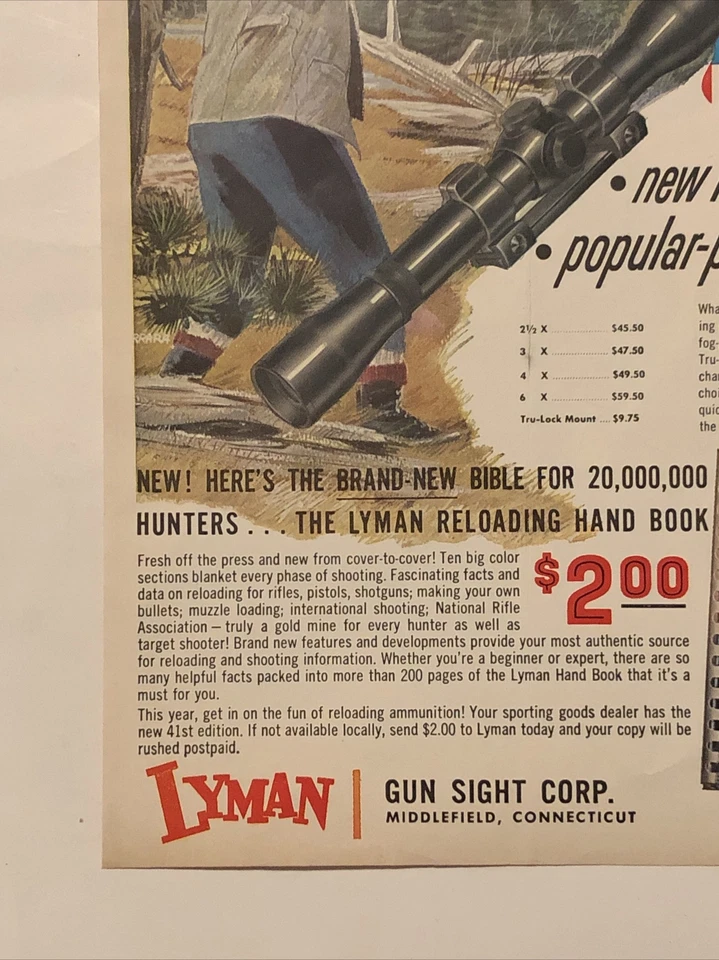 • new
• popular-p
2½ X .................. $45.50
3 X .................. $47.50
4 X .................. $49.50
6 X .................. $59.50
Tru-Lock Mount .... $9.75
Wha
ing
fog-
Tru-
cha
choi
quic
the
NEW! HERE'S THE BRAND-NEW BIBLE FOR 20,000,000
HUNTERS . . . THE LYMAN RELOADING HAND BOOK
Fresh off the press and new from cover-to-cover! Ten big color
sections blanket every phase of shooting. Fascinating facts and
data on reloading for rifles, pistols, shotguns; making your own
bullets; muzzle loading; international shooting; National Rifle
Association — truly a gold mine for every hunter as well as
target shooter! Brand new features and developments provide your most authentic source
for reloading and shooting information. Whether you're a beginner or expert, there are so
many helpful facts packed into more than 200 pages of the Lyman Hand Book that it's a
must for you.
$2.00
This year, get in on the fun of reloading ammunition! Your sporting goods dealer has the
new 41st edition. If not available locally, send $2.00 to Lyman today and your copy will be
rushed postpaid.
LYMAN
GUN SIGHT CORP.
MIDDLEFIELD, CONNECTICUT